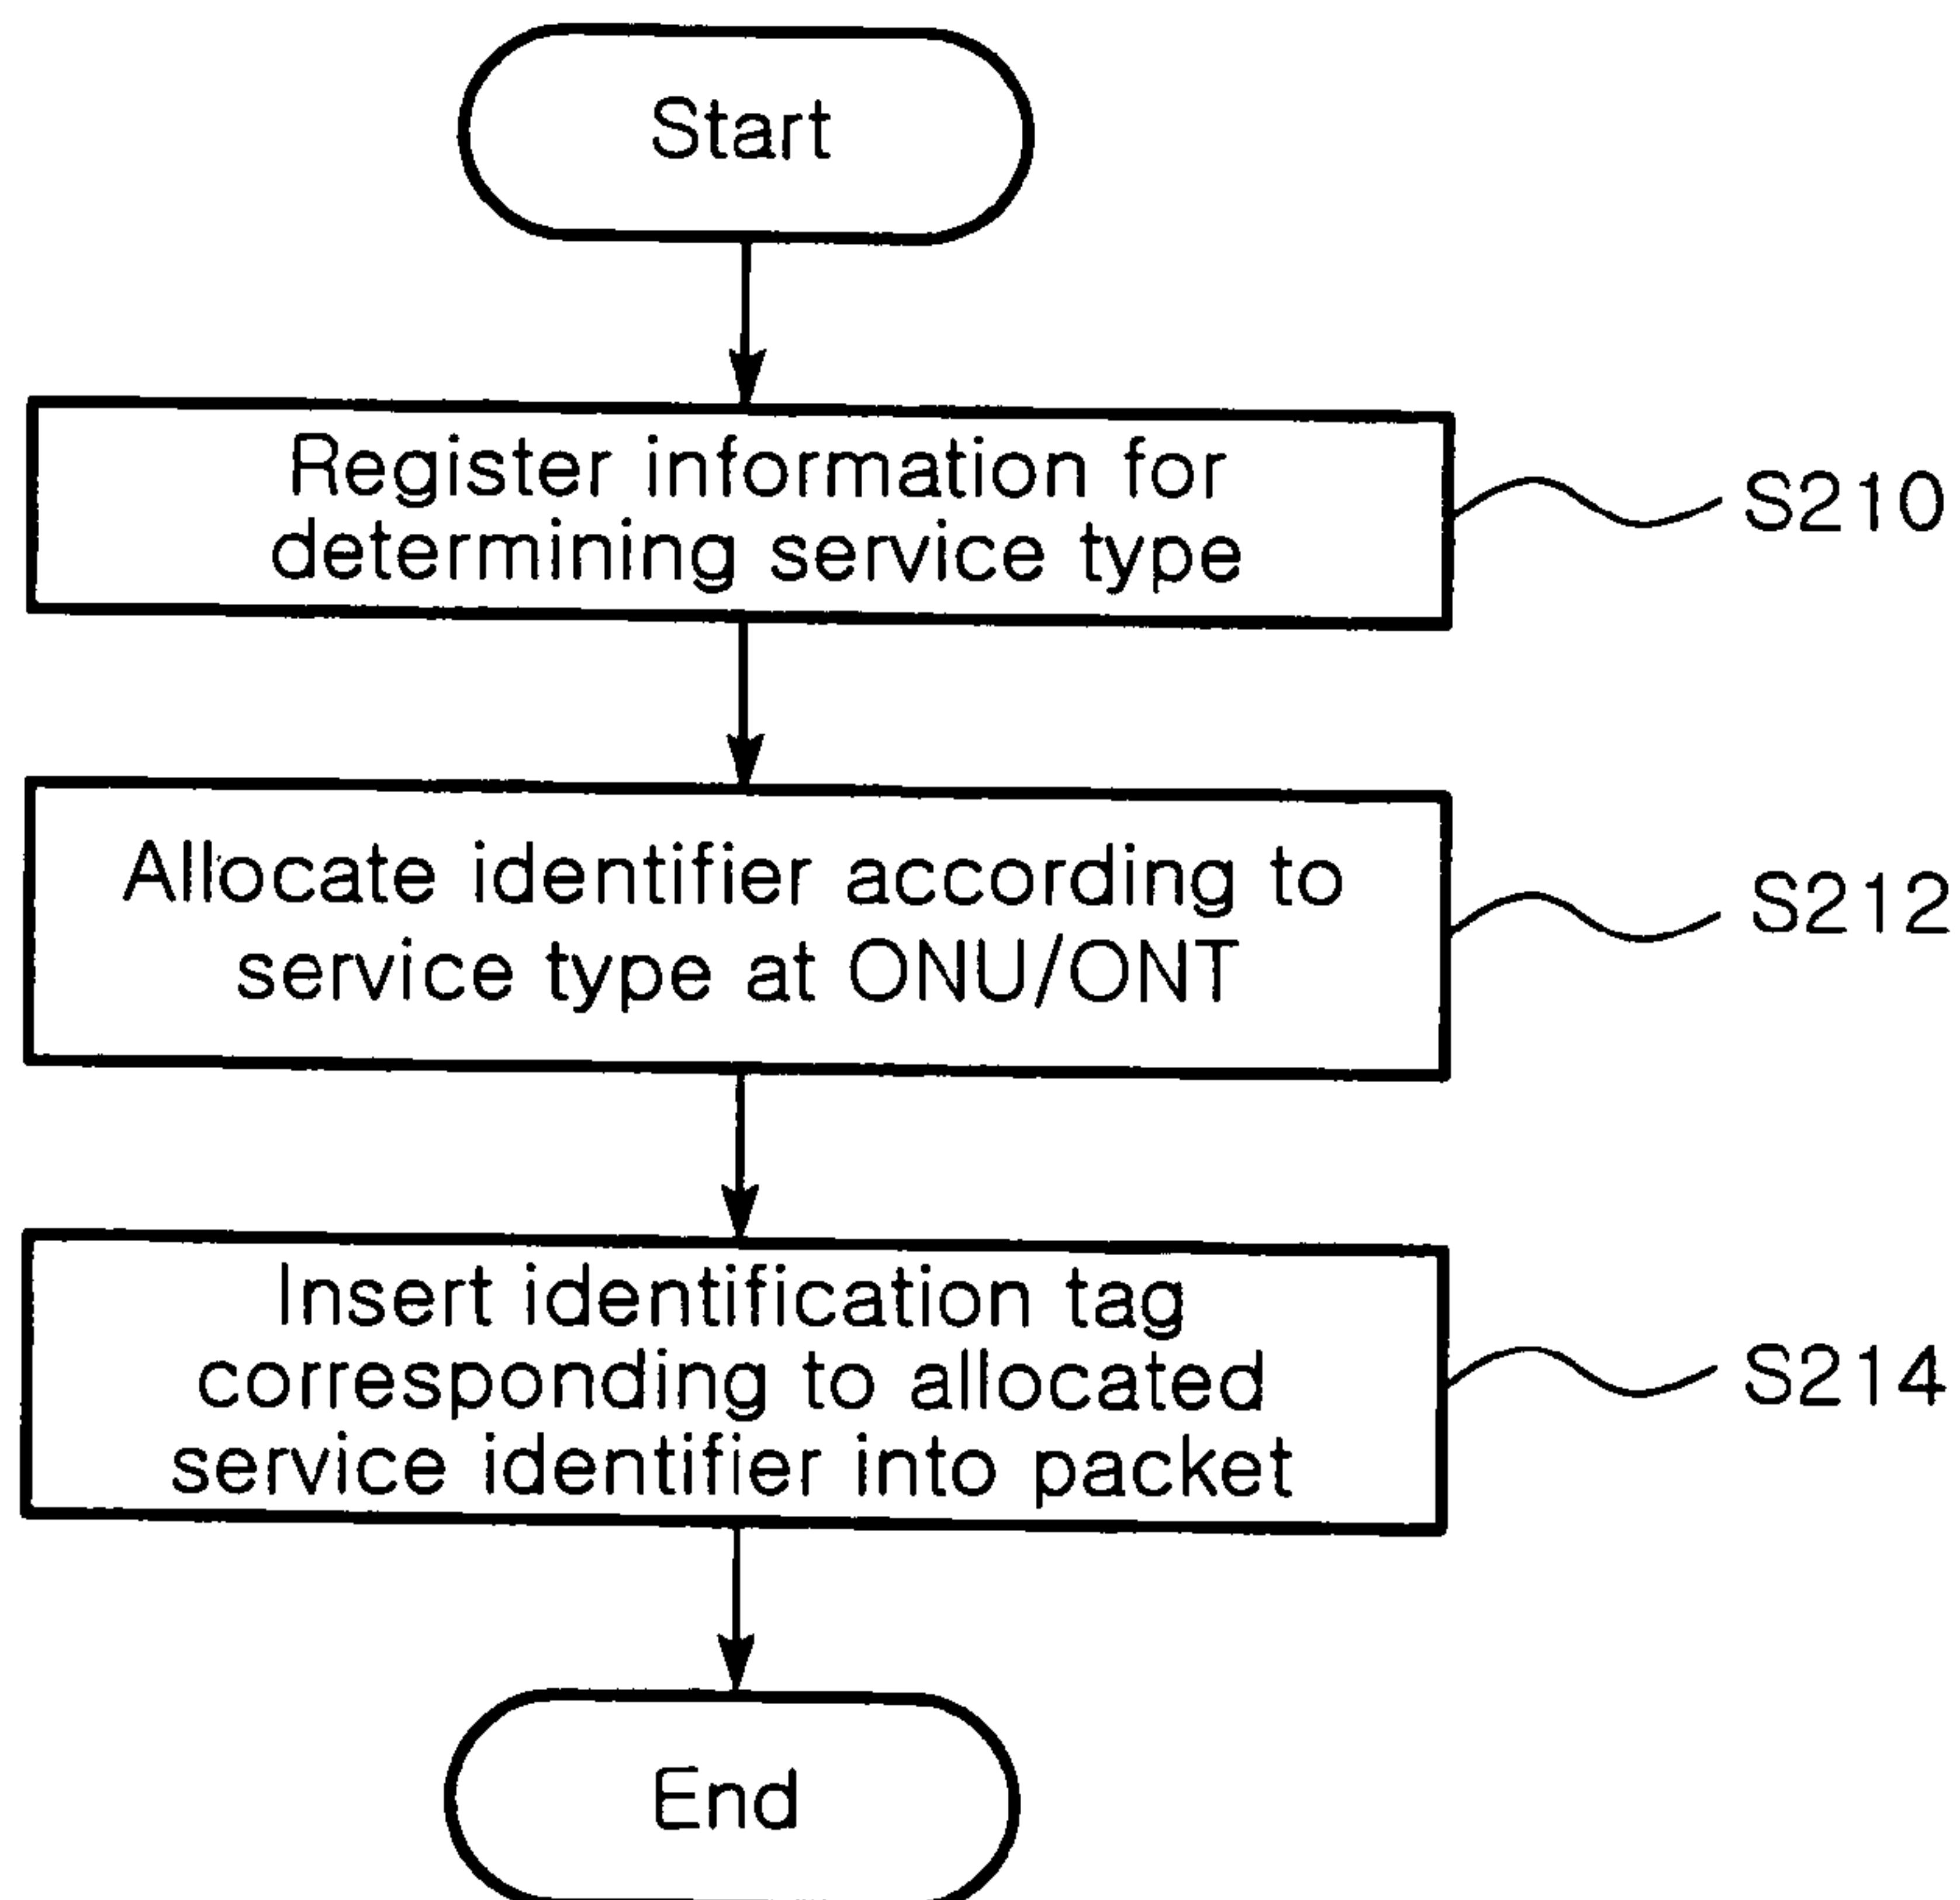 Start
Register information for
determining service type
S210
Allocate identifier according to
service type at ONU/ONT
S212
Insert identification tag
corresponding to allocated
service identifier into packet
S214
End